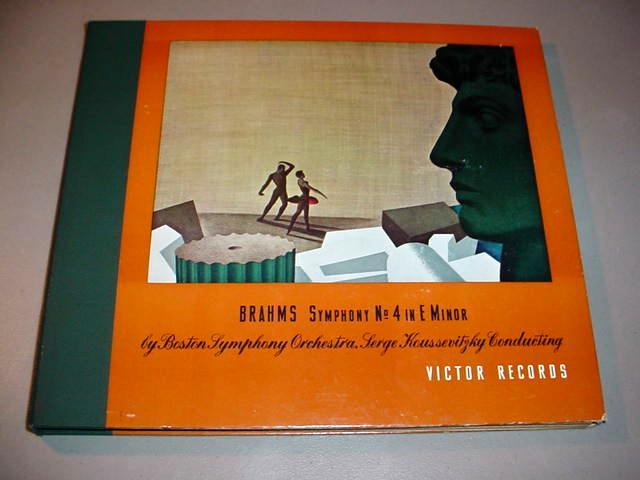 BRAHMS SYMPHONY Nº 4 IN E MINOR
by Boston Symphony Orchestra, Serge Koussevitzky Conducting
VICTOR RECORDS